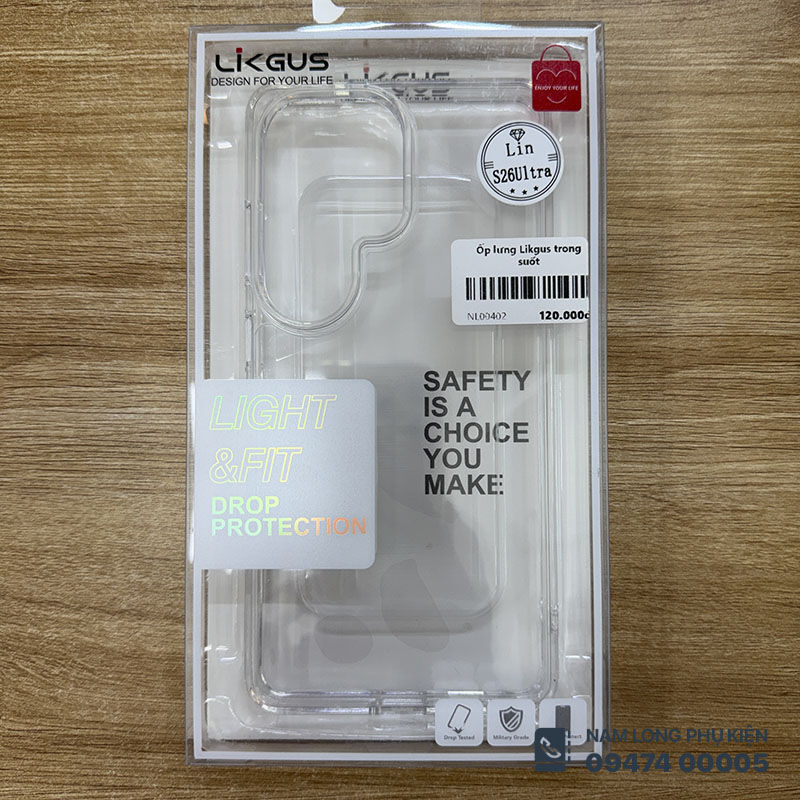 LIKGUS
DESIGN FOR YOUR LIFE
LIKGUS
ENJOY YOUR LIFE
Lin
S26Ultra
Ốp lưng Likgus trong
suốt
NL00402
120.000đ
SAFETY
IS A
CHOICE
YOU
MAKE
LIGHT
&FIT
DROP
PROTECTION
Drop Tested
Military Grade
NAM LONG PHỤ KIỆN
09474 00005